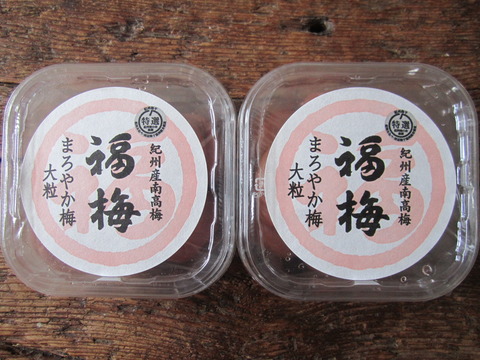 特選
紀州産南高梅
福梅
まろやか梅
大粒
特選
紀州産南高梅
福梅
まろやか梅
大粒